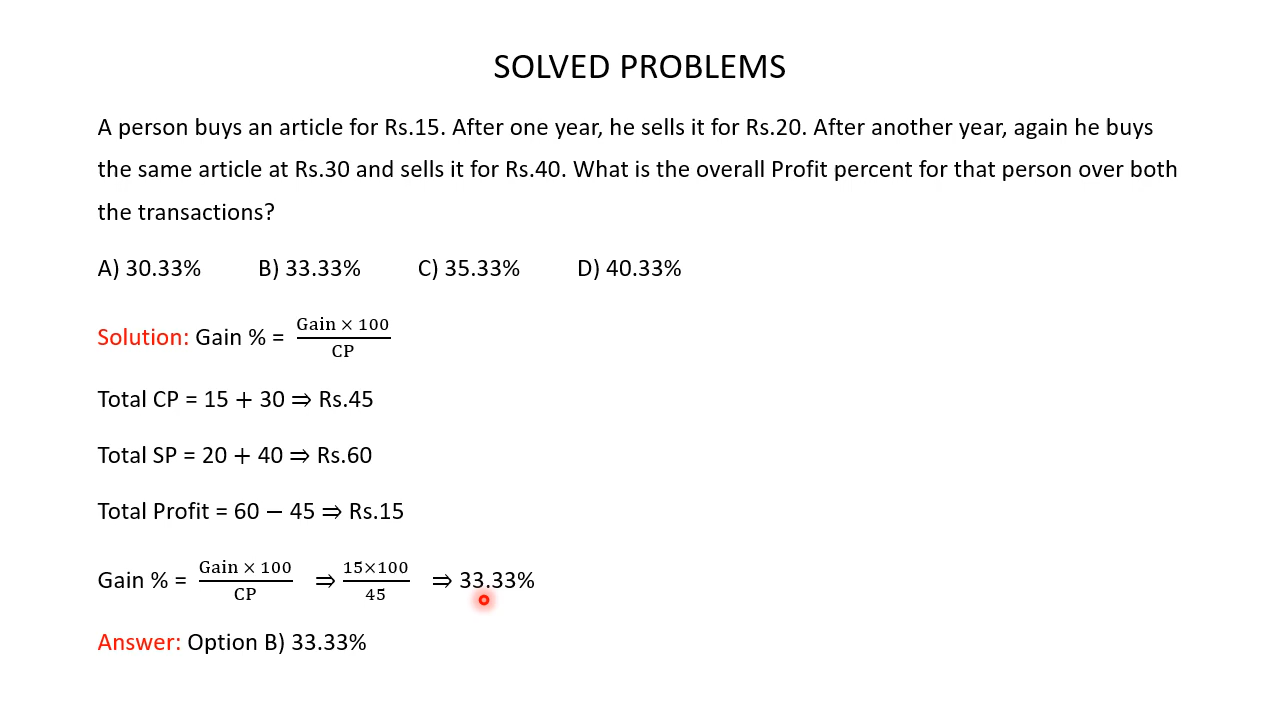 SOLVED PROBLEMS
A person buys an article for Rs.15. After one year, he sells it for Rs.20. After another year, again he buys
the same article at Rs.30 and sells it for Rs.40. What is the overall Profit percent for that person over both
the transactions?
A) 30.33% B) 33.33% C) 35.33% D) 40.33%
Solution: Gain % = Gain × 100 / CP
Total CP = 15 + 30 ⇒ Rs.45
Total SP = 20 + 40 ⇒ Rs.60
Total Profit = 60 − 45 ⇒ Rs.15
Gain % = Gain × 100 / CP ⇒ 15×100 / 45 ⇒ 33.33%
Answer: Option B) 33.33%